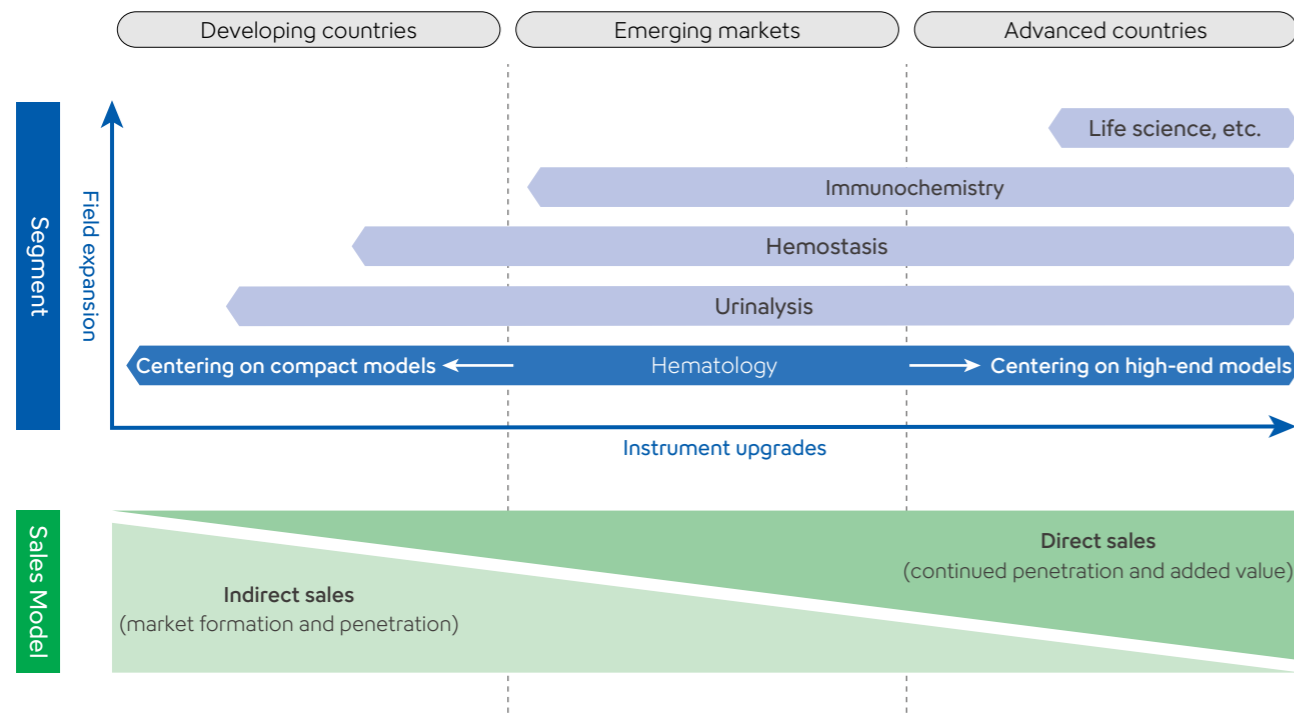 Developing countries
Emerging markets
Advanced countries
Segment
Field expansion
Life science, etc.
Immunochemistry
Hemostasis
Urinalysis
Centering on compact models
Hematology
Centering on high-end models
Instrument upgrades
Sales Model
Direct sales
(continued penetration and added value)
Indirect sales
(market formation and penetration)